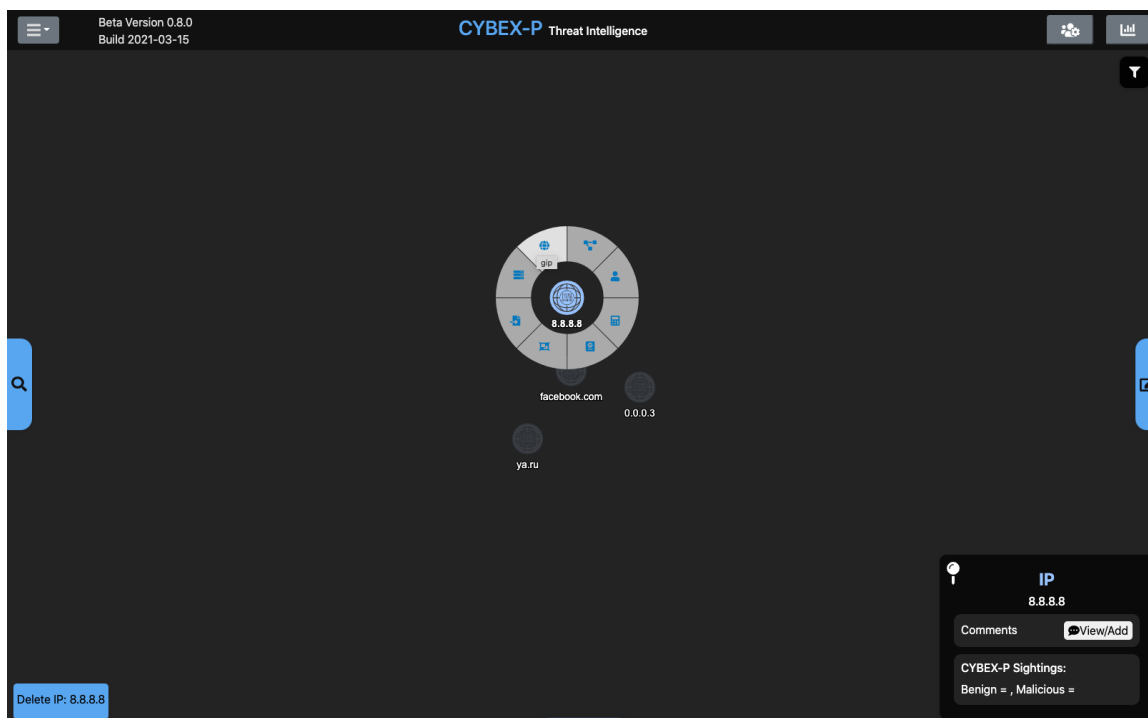 Beta Version 0.8.0
Build 2021-03-15
CYBEX-P Threat Intelligence
gip
8.8.8.8
facebook.com
0.0.0.3
ya.ru
IP
8.8.8.8
Comments View/Add
CYBEX-P Sightings:
Benign = , Malicious =
Delete IP: 8.8.8.8